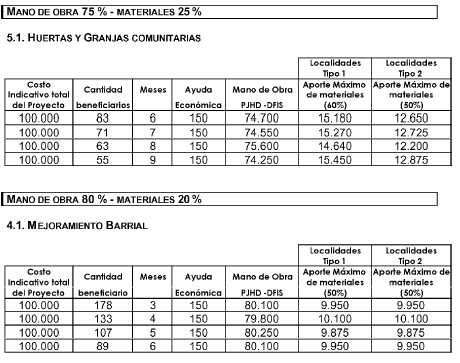 MANO DE OBRA 75 % - MATERIALES 25 %
5.1. HUERTAS Y GRANJAS COMUNITARIAS
Localidades Tipo 1 Localidades Tipo 2
Costo Indicativo total del Proyecto Cantidad beneficiarios Meses Ayuda Económica Mano de Obra PJHD -DFIS Aporte Máximo de materiales (60%) Aporte Máximo de materiales (50%)
100.000 83 6 150 74.700 15.180 12.650
100.000 71 7 150 74.550 15.270 12.725
100.000 63 8 150 75.600 14.640 12.200
100.000 55 9 150 74.250 15.450 12.875
MANO DE OBRA 80 % - MATERIALES 20 %
4.1. MEJORAMIENTO BARRIAL
Localidades Tipo 1 Localidades Tipo 2
Costo Indicativo total del Proyecto Cantidad beneficiario Meses Ayuda Económica Mano de Obra PJHD -DFIS Aporte Máximo de materiales (50%) Aporte Máximo de materiales (50%)
100.000 178 3 150 80.100 9.950 9.950
100.000 133 4 150 79.800 10.100 10.100
100.000 107 5 150 80.250 9.875 9.875
100.000 89 6 150 80.100 9.950 9.950